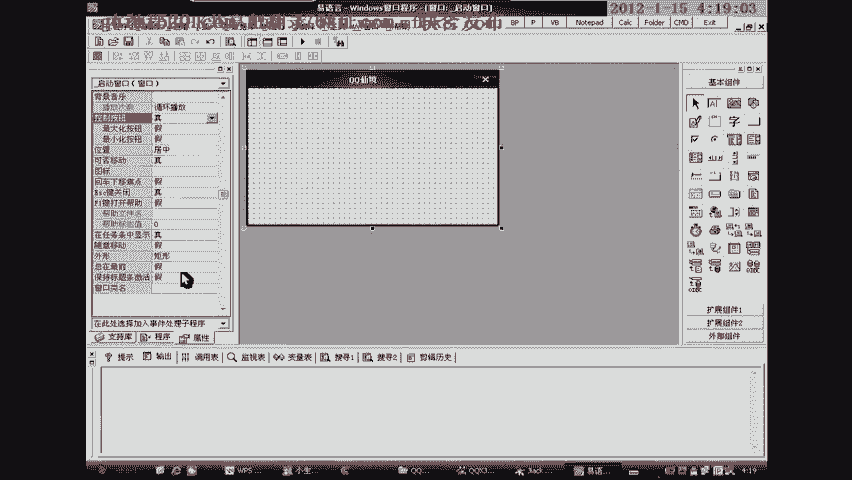 易语言 - Windows窗口程序 - [窗口: _启动窗口]
2012 1 15 4:19:03
BP P VB Notepad Calc Folder CMD Exit
_启动窗口（窗口）
背景音乐
播放次数 循环播放
控制按钮 真
最大化按钮 假
最小化按钮 假
位置 居中
可否移动 真
图标
回车下移焦点 假
Esc键关闭 真
F1键打开帮助 假
帮助文件名
帮助标志值 0
在任务条中显示 真
随意移动 假
外形 矩形
总在最前 假
保持标题条激活 假
窗口类名
在此处选择加入事件处理子程序
支持库 程序 属性
基本组件
扩展组件1
扩展组件2
外部组件
提示 输出 调用表 监视表 变量表 搜寻1 搜寻2 剪辑历史
WPS ... 小生... QQ... QQX3... Jack ... 易语... 4:19